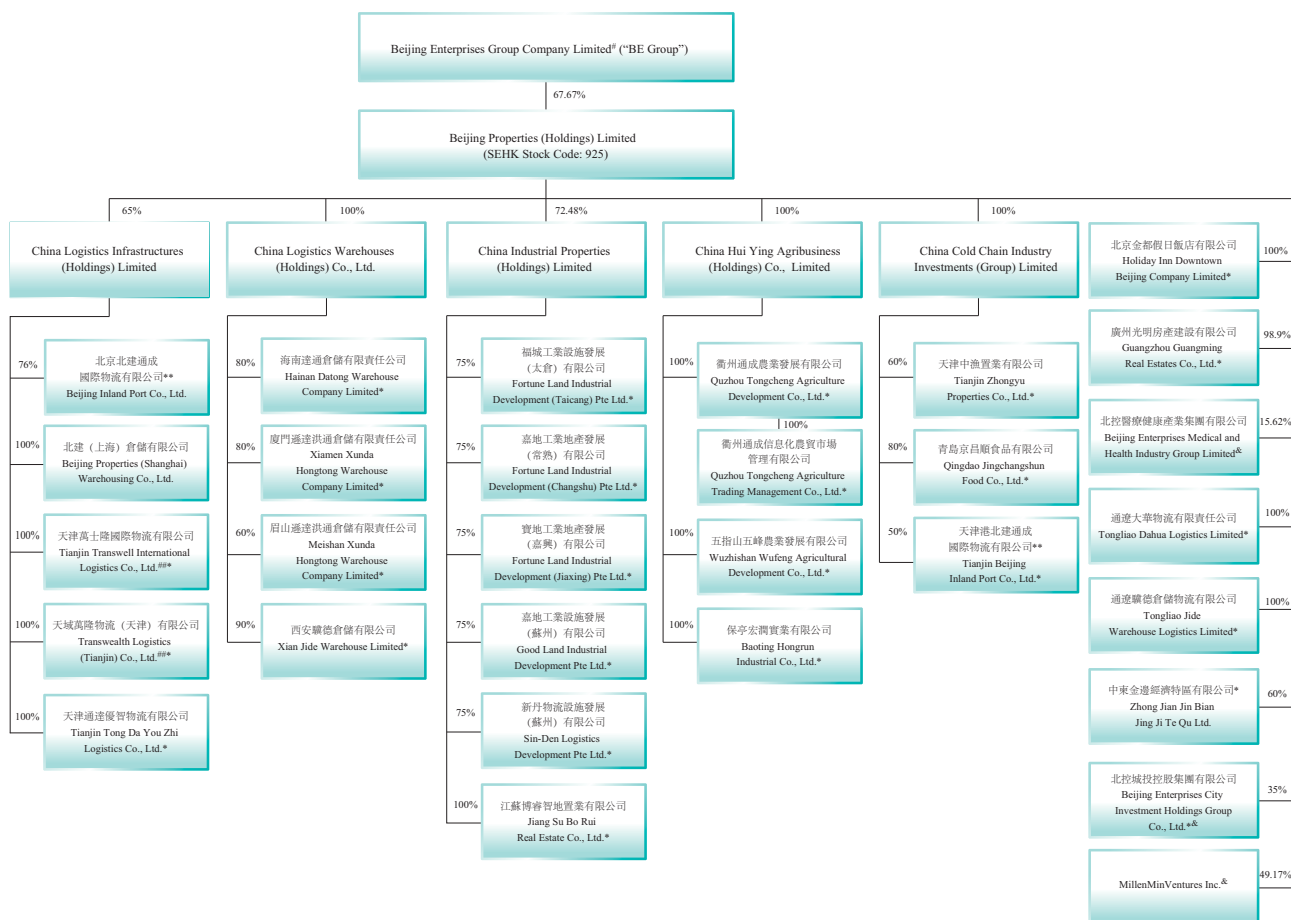 Beijing Enterprises Group Company Limited# (“BE Group”)
67.67%
Beijing Properties (Holdings) Limited
(SEHK Stock Code: 925)
65%
100%
72.48%
100%
100%
China Logistics Infrastructures
(Holdings) Limited
China Logistics Warehouses
(Holdings) Co., Ltd.
China Industrial Properties
(Holdings) Limited
China Hui Ying Agribusiness
(Holdings) Co., Limited
China Cold Chain Industry
Investments (Group) Limited
76%
北京北建通成
國際物流有限公司**
Beijing Inland Port Co., Ltd.
100%
北建（上海）倉儲有限公司
Beijing Properties (Shanghai)
Warehousing Co., Ltd.
100%
天津萬士隆國際物流有限公司
Tianjin Transwell International
Logistics Co., Ltd.##*
100%
天域萬隆物流（天津）有限公司
Transwealth Logistics
(Tianjin) Co., Ltd.##*
100%
天津通達優智物流有限公司
Tianjin Tong Da You Zhi
Logistics Co., Ltd.*
80%
海南達通倉儲有限責任公司
Hainan Datong Warehouse
Company Limited*
80%
廈門遜達洪通倉儲有限責任公司
Xiamen Xunda
Hongtong Warehouse
Company Limited*
60%
眉山遜達洪通倉儲有限責任公司
Meishan Xunda
Hongtong Warehouse
Company Limited*
90%
西安驥德倉儲有限公司
Xian Jide Warehouse Limited*
75%
福城工業設施發展
（太倉）有限公司
Fortune Land Industrial
Development (Taicang) Pte Ltd.*
75%
嘉地工業地產發展
（常熟）有限公司
Fortune Land Industrial
Development (Changshu) Pte Ltd.*
75%
寶地工業地產發展
（嘉興）有限公司
Fortune Land Industrial
Development (Jiaxing) Pte Ltd.*
75%
嘉地工業設施發展
（蘇州）有限公司
Good Land Industrial
Development Pte Ltd.*
75%
新丹物流設施發展
（蘇州）有限公司
Sin-Den Logistics
Development Pte Ltd.*
100%
江蘇博睿智地置業有限公司
Jiang Su Bo Rui
Real Estate Co., Ltd.*
100%
衢州通成農業發展有限公司
Quzhou Tongcheng Agriculture
Development Co., Ltd.*
100%
衢州通成信息化農貿市場
管理有限公司
Quzhou Tongcheng Agriculture
Trading Management Co., Ltd.*
100%
五指山五峰農業發展有限公司
Wuzhishan Wufeng Agricultural
Development Co., Ltd.*
100%
保亭宏潤實業有限公司
Baoting Hongrun
Industrial Co., Ltd.*
60%
天津中漁置業有限公司
Tianjin Zhongyu
Properties Co., Ltd.*
80%
青島京昌順食品有限公司
Qingdao Jingchangshun
Food Co., Ltd.*
50%
天津港北建通成
國際物流有限公司**
Tianjin Beijing
Inland Port Co., Ltd.*
北京金都假日飯店有限公司
Holiday Inn Downtown
Beijing Company Limited*
100%
廣州光明房產建設有限公司
Guangzhou Guangming
Real Estates Co., Ltd.*
98.9%
北控醫療健康產業集團有限公司
Beijing Enterprises Medical and
Health Industry Group Limited&
15.62%
通遼大華物流有限責任公司
Tongliao Dahua Logistics Limited*
100%
通遼驥德倉儲物流有限公司
Tongliao Jide
Warehouse Logistics Limited*
100%
中東金邊經濟特區有限公司*
Zhong Jian Jin Bian
Jing Ji Te Qu Ltd.
60%
北控城投控股集團有限公司
Beijing Enterprises City
Investment Holdings Group
Co., Ltd.*&
35%
MillenMinVentures Inc.&
49.17%